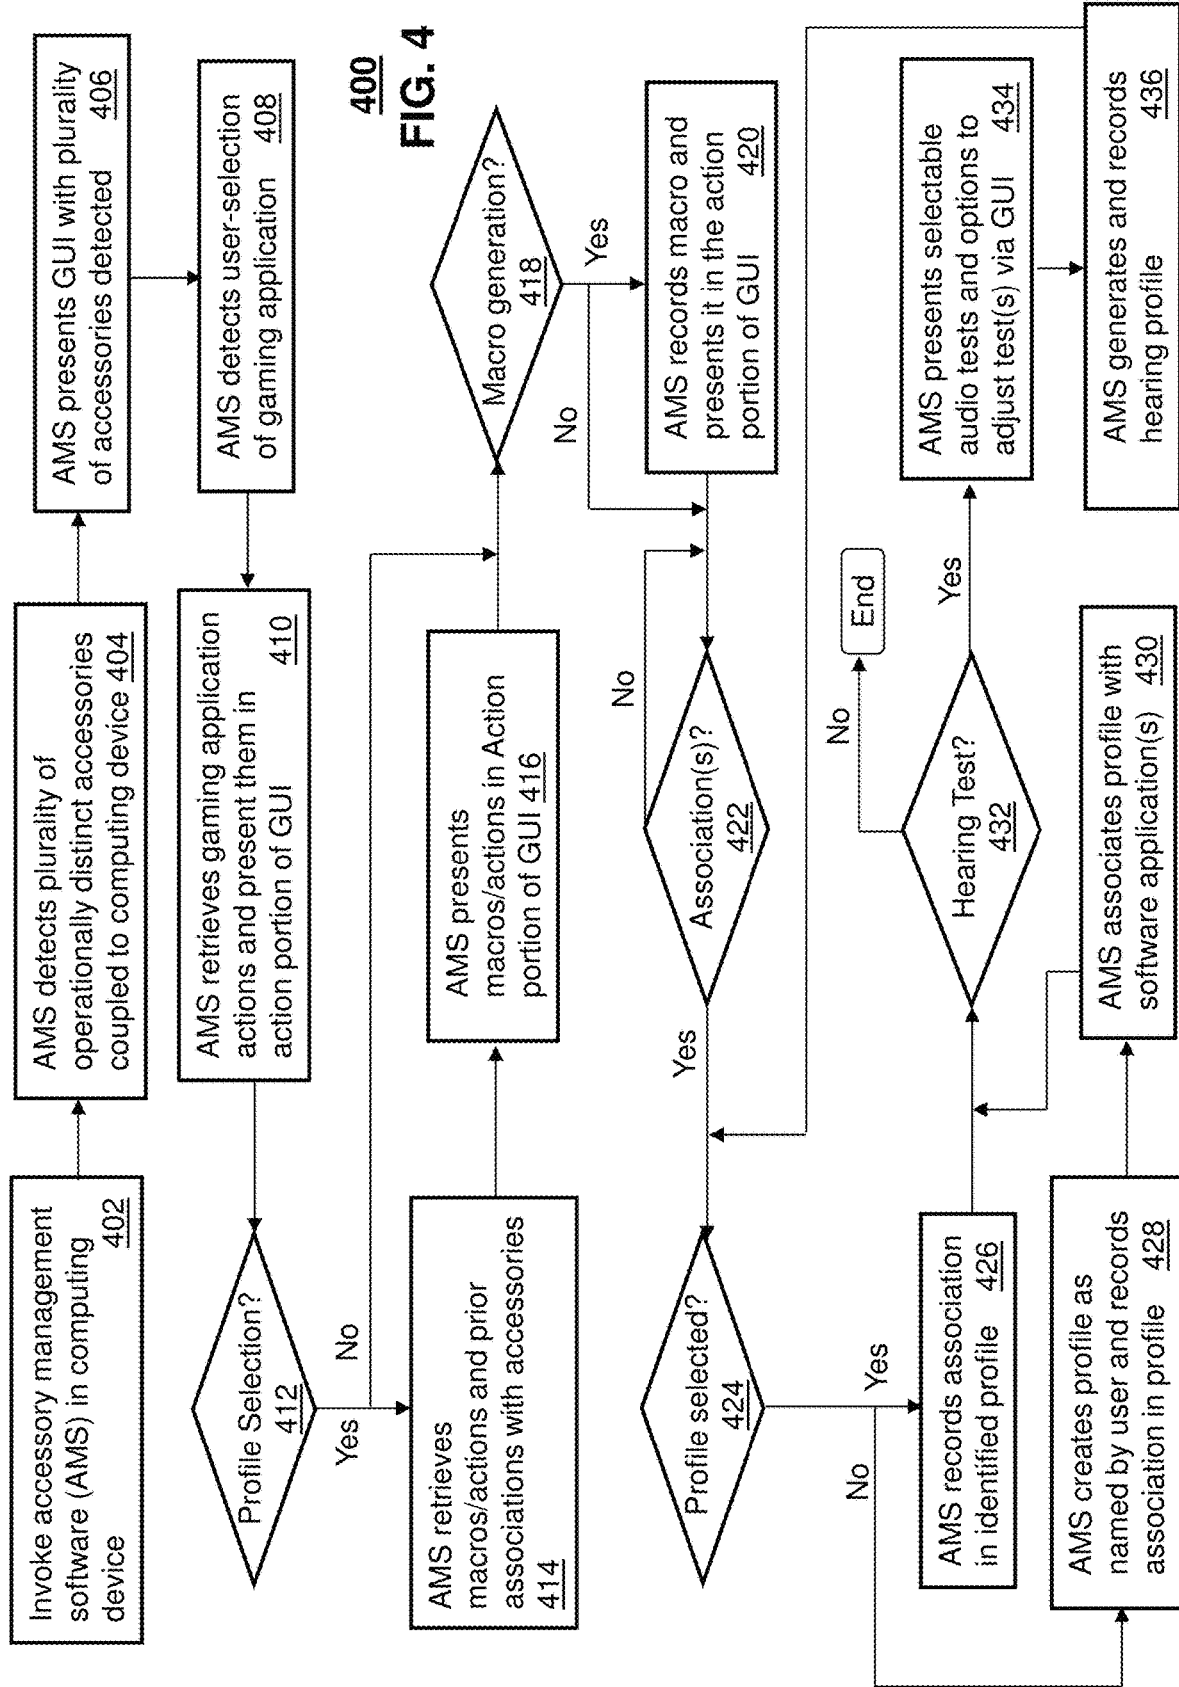 Invoke accessory management
software (AMS) in computing
device 402
AMS detects plurality of
operationally distinct accessories
coupled to computing device 404
AMS presents GUI with plurality
of accessories detected 406
AMS detects user-selection
of gaming application 408
AMS retrieves gaming application
actions and present them in
action portion of GUI 410
Profile Selection?
412
Yes
No
AMS retrieves
macros/actions and prior
associations with accessories
414
AMS presents
macros/actions in Action
portion of GUI 416
Macro generation?
418
Yes
No
400
FIG. 4
AMS records macro and
presents it in the action
portion of GUI 420
Association(s)?
422
No
Yes
Profile selected?
424
Yes
No
AMS records association
in identified profile 426
AMS creates profile as
named by user and records
association in profile 428
AMS associates profile with
software application(s) 430
Hearing Test?
432
No
End
Yes
AMS presents selectable
audio tests and options to
adjust test(s) via GUI 434
AMS generates and records
hearing profile 436